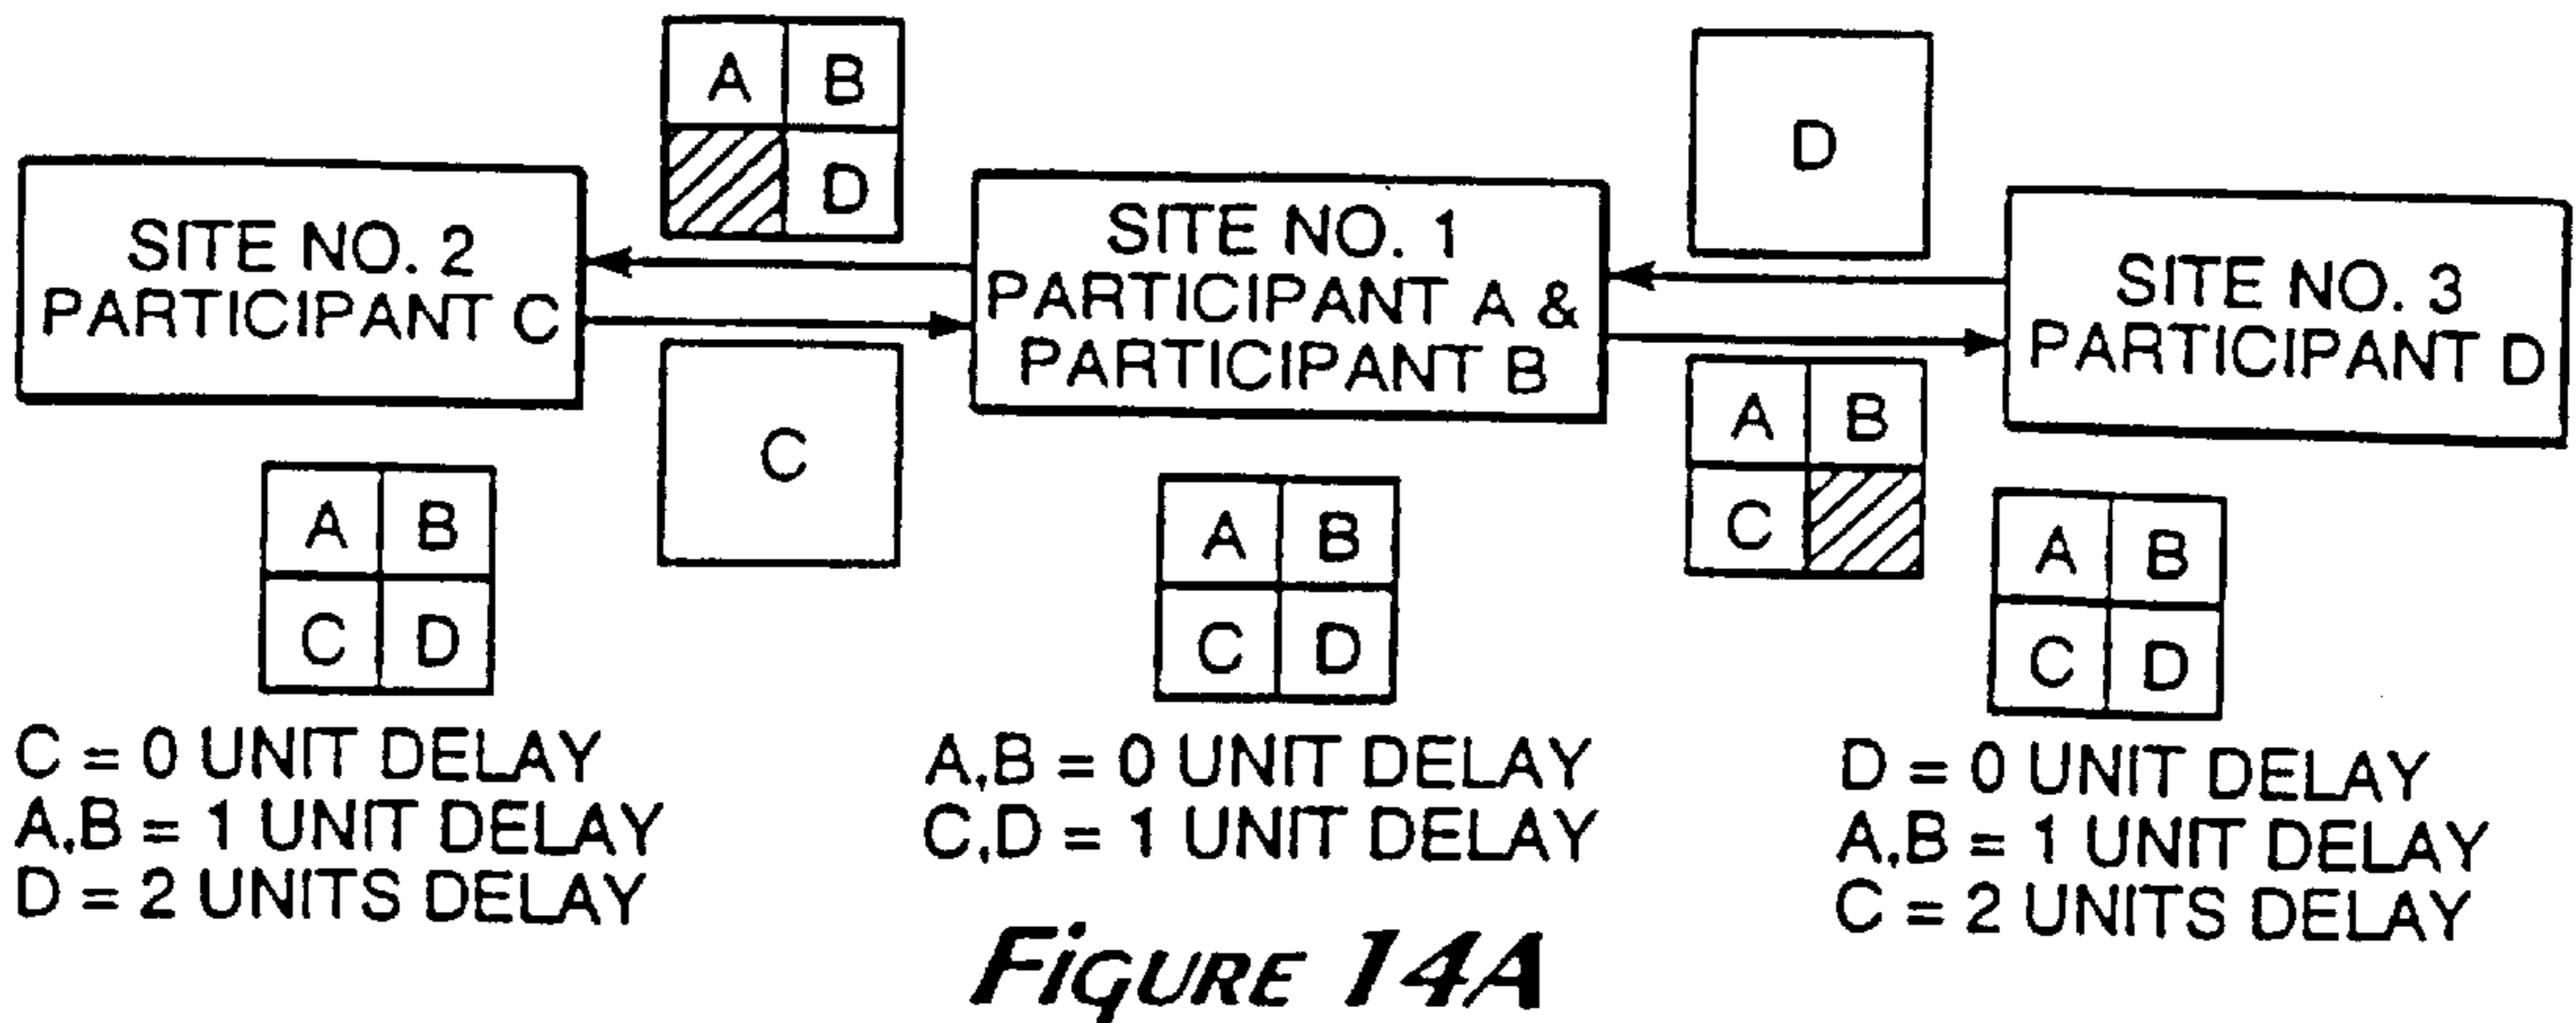 A B
D
D
SITE NO. 2
PARTICIPANT C
SITE NO. 1
PARTICIPANT A &
PARTICIPANT B
SITE NO. 3
PARTICIPANT D
C
A B
C
A B
C D
A B
C D
A B
C D
C = 0 UNIT DELAY
A,B = 1 UNIT DELAY
D = 2 UNITS DELAY
A,B = 0 UNIT DELAY
C,D = 1 UNIT DELAY
D = 0 UNIT DELAY
A,B = 1 UNIT DELAY
C = 2 UNITS DELAY
FIGURE 14A